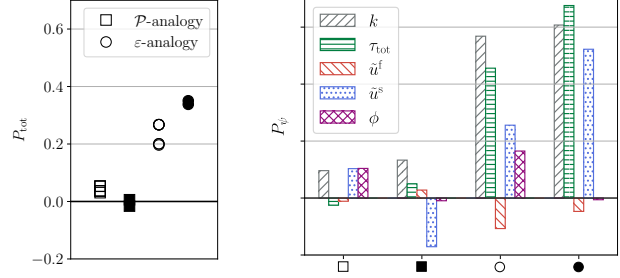 P_tot
0.6
0.4
0.2
0.0
−0.2
𝒫-analogy
ε-analogy
P_ψ
k
τ_tot
ũ^f
ũ^s
ϕ